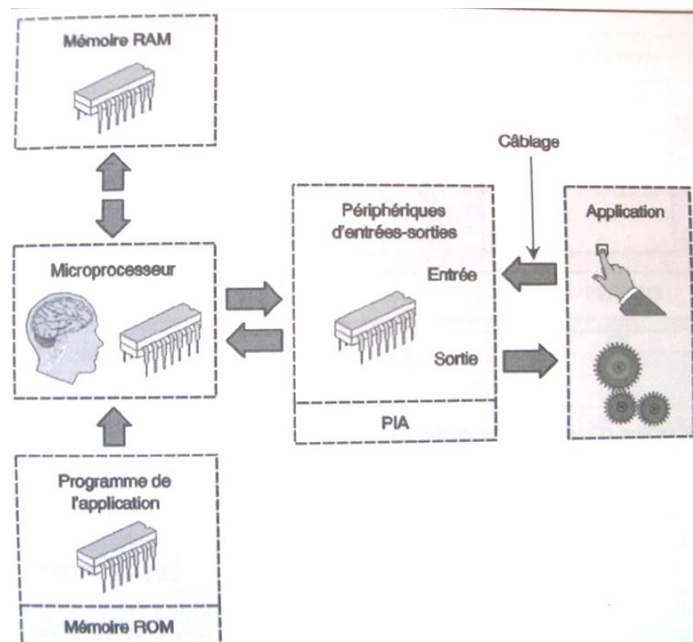 Mémoire RAM
Câblage
Périphériques
d'entrées-sorties
Application
Microprocesseur
Entrée
Sortie
PIA
Programme de
l'application
Mémoire ROM